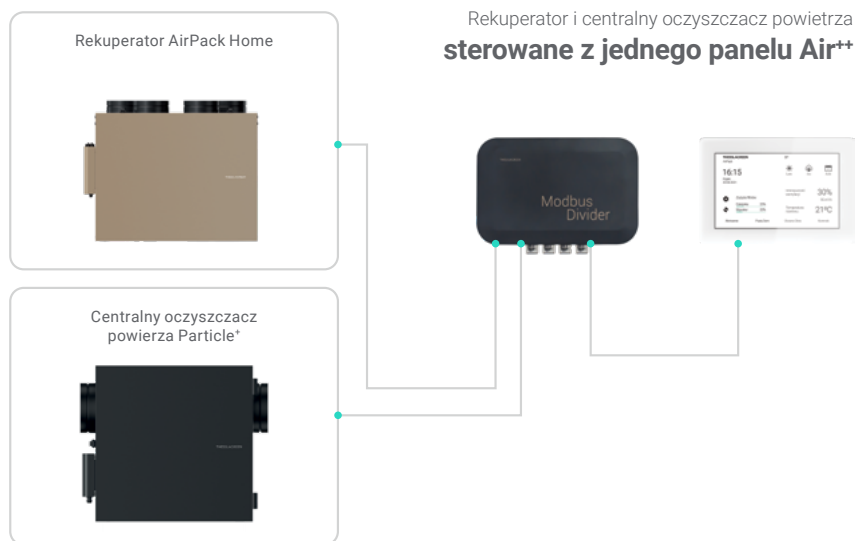 Rekuperator i centralny oczyszczacz powietrza
sterowane z jednego panelu Air⁺⁺
Rekuperator AirPack Home
Modbus
Divider
16:15
30%
21°C
Centralny oczyszczacz
powierza Particle⁺